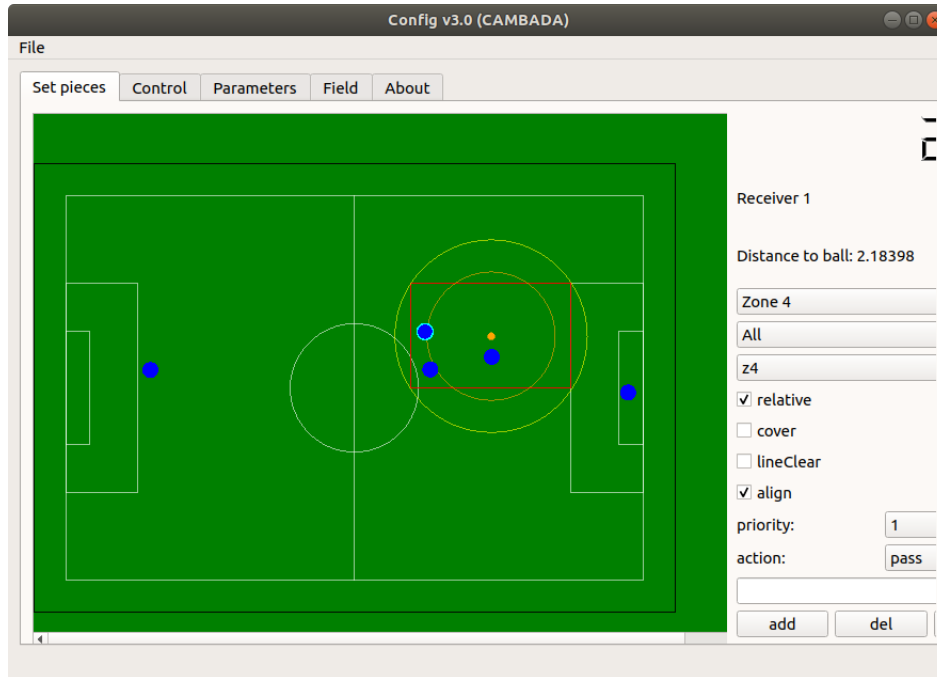 Config v3.0 (CAMBADA)
File
Set pieces
Control
Parameters
Field
About
Receiver 1
Distance to ball: 2.18398
Zone 4
All
z4
relative
cover
lineClear
align
priority:
1
action:
pass
add
del